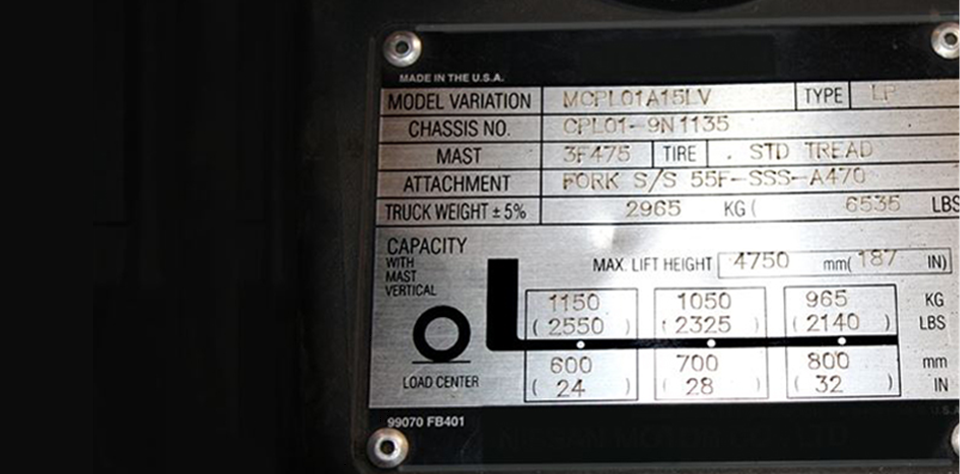 MADE IN THE U.S.A.
MODEL VARIATION MCPL01A15LV TYPE LP
CHASSIS NO. CPL01-9N1135
MAST 3F475 TIRE . STD TREAD
ATTACHMENT FORK S/S 55F-SSS-A470
TRUCK WEIGHT ± 5% 2965 KG ( 6535 LBS
CAPACITY
WITH
MAST
VERTICAL
MAX. LIFT HEIGHT 4750 mm( 187 IN)
1150 1050 965 KG
( 2550 ) ( 2325 ) ( 2140 ) LBS
600 700 800 mm
( 24 ) ( 28 ) ( 32 ) IN
LOAD CENTER
99070 FB401